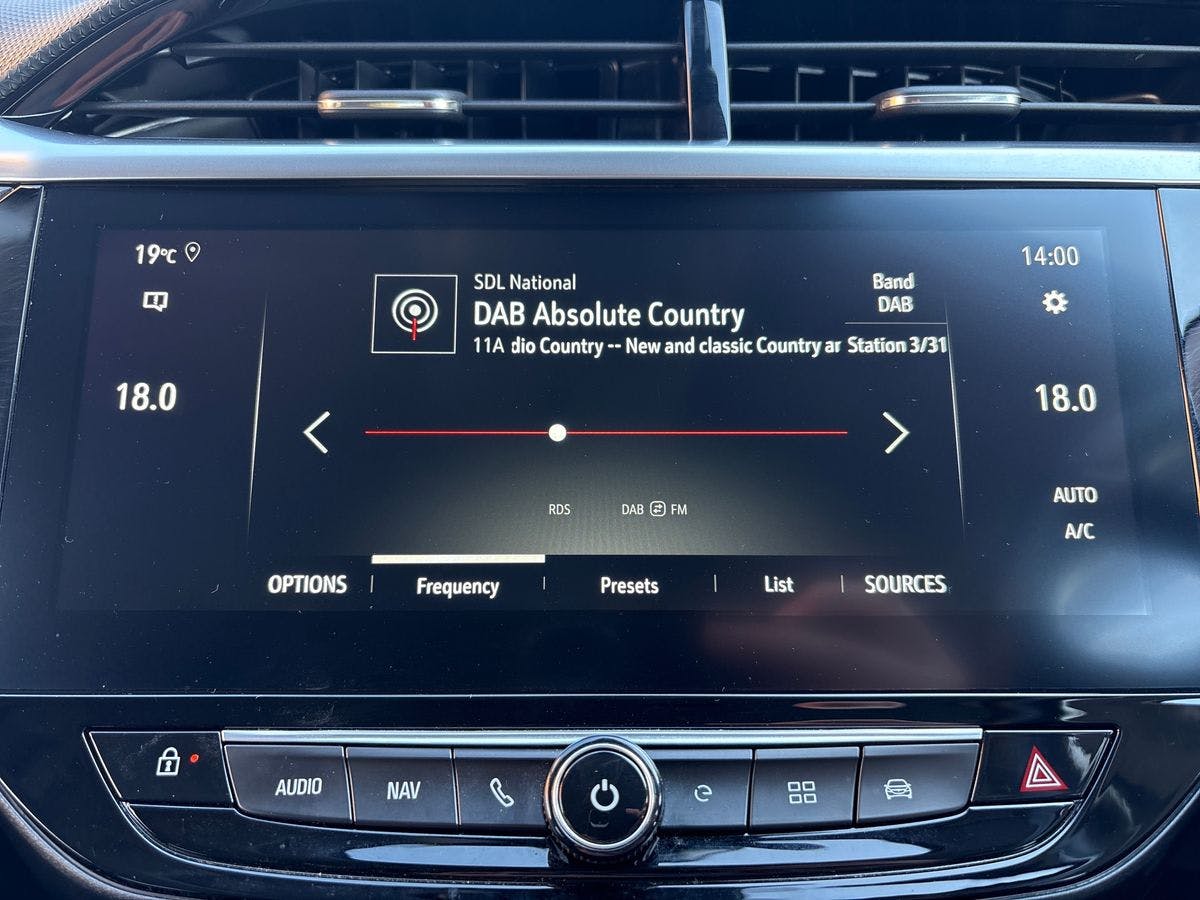 19°C
14:00
SDL National
Band
DAB
DAB Absolute Country
11A dio Country -- New and classic Country ar Station 3/31
18.0
18.0
RDS
DAB FM
AUTO
A/C
OPTIONS
Frequency
Presets
List
SOURCES
AUDIO
NAV